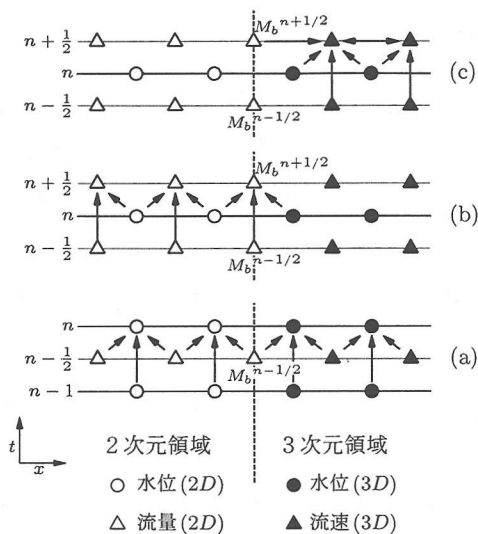 n + 1/2 M_b^{n+1/2}
n (c)
n − 1/2 M_b^{n−1/2}
n + 1/2 M_b^{n+1/2}
n (b)
n − 1/2 M_b^{n−1/2}
n
n − 1/2 M_b^{n−1/2} (a)
n − 1
t
x
2次元領域 3次元領域
○ 水位(2D) ● 水位(3D)
△ 流量(2D) ▲ 流速(3D)